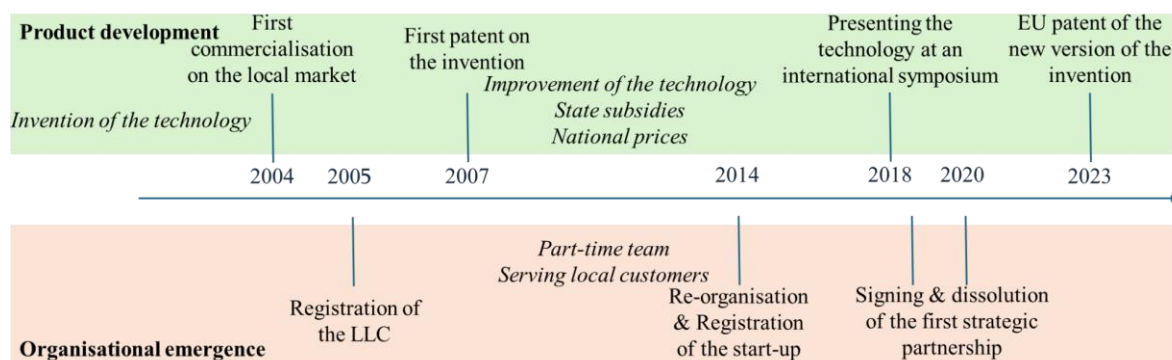 Product development
First
commercialisation
on the local market
First patent on
the invention
Presenting the
technology at an
international symposium
EU patent of the
new version of the
invention
Invention of the technology
Improvement of the technology
State subsidies
National prices
2004
2005
2007
2014
2018
2020
2023
Part-time team
Serving local customers
Registration of
the LLC
Re-organisation
& Registration
of the start-up
Signing & dissolution
of the first strategic
partnership
Organisational emergence